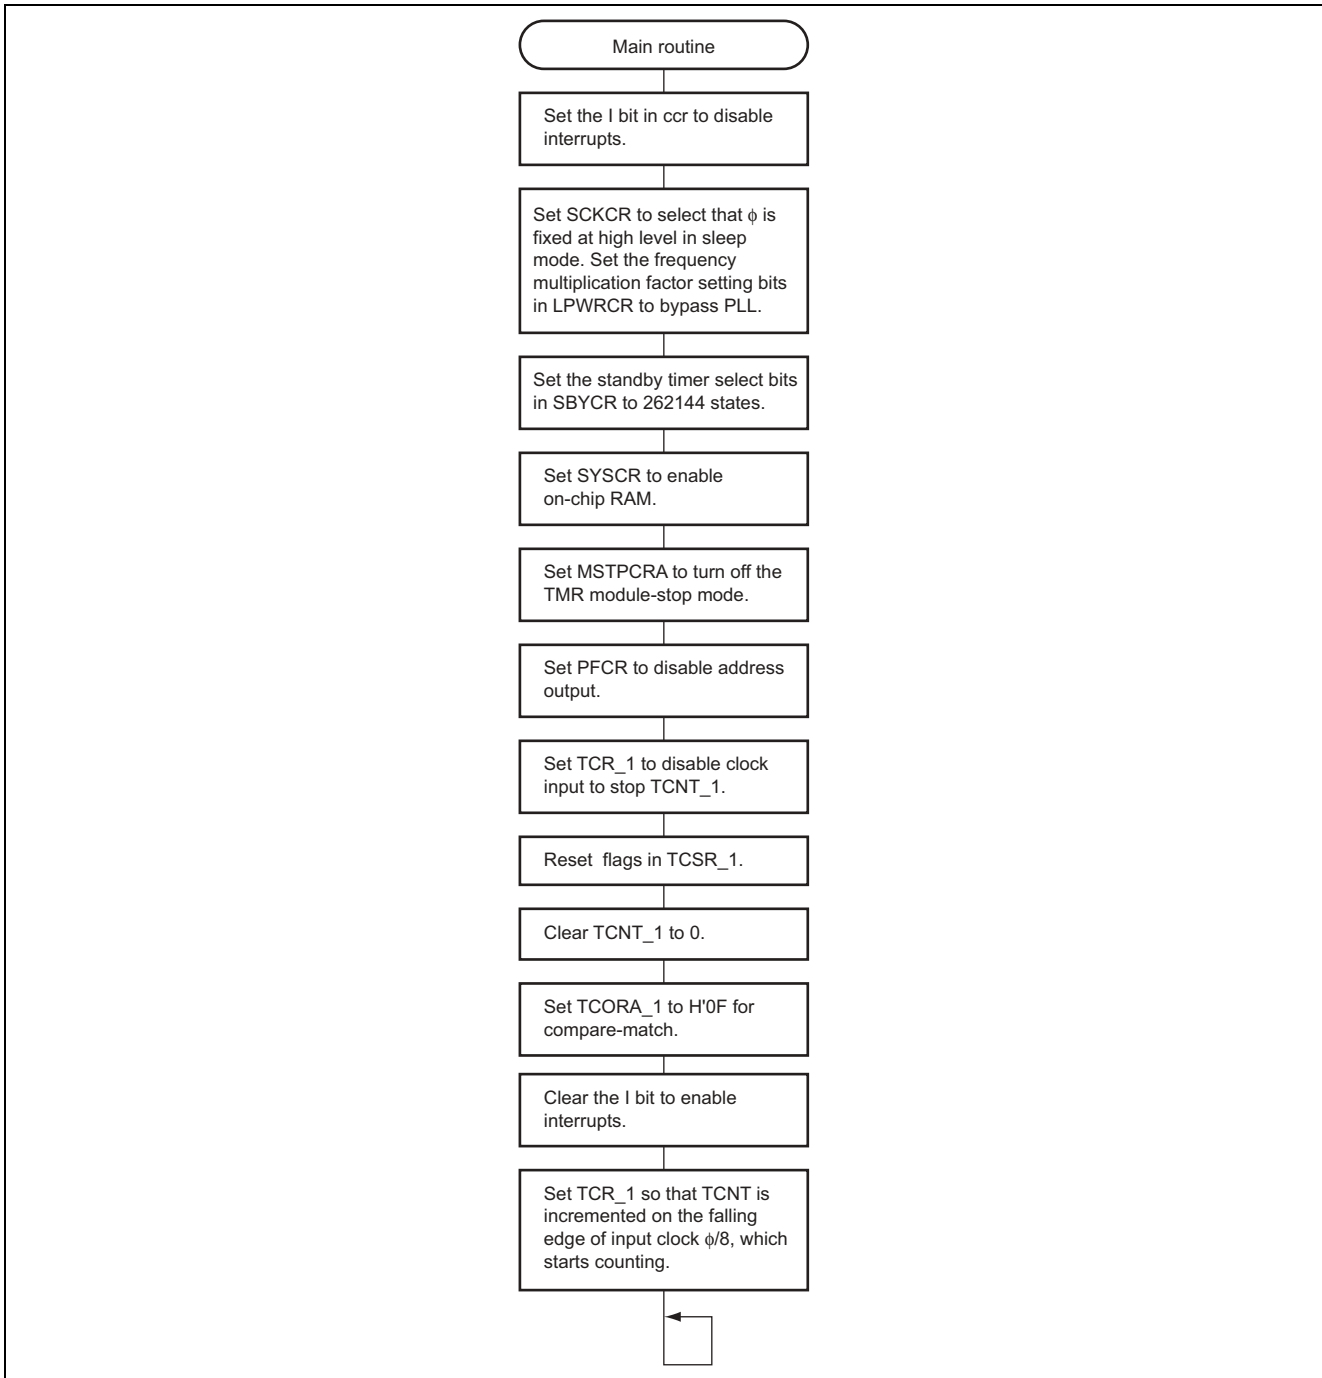 Main routine
Set the I bit in ccr to disable
interrupts.
Set SCKCR to select that ϕ is
fixed at high level in sleep
mode. Set the frequency
multiplication factor setting bits
in LPWRCR to bypass PLL.
Set the standby timer select bits
in SBYCR to 262144 states.
Set SYSCR to enable
on-chip RAM.
Set MSTPCRA to turn off the
TMR module-stop mode.
Set PFCR to disable address
output.
Set TCR_1 to disable clock
input to stop TCNT_1.
Reset  flags in TCSR_1.
Clear TCNT_1 to 0.
Set TCORA_1 to H'0F for
compare-match.
Clear the I bit to enable
interrupts.
Set TCR_1 so that TCNT is
incremented on the falling
edge of input clock ϕ/8, which
starts counting.